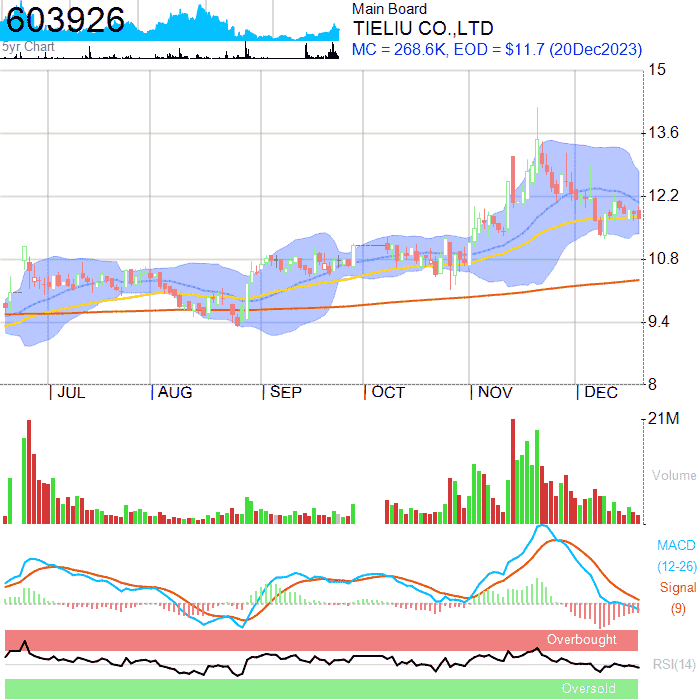 603926
5yr Chart
Main Board
TIELIU CO.,LTD
MC = 268.6K, EOD = $11.7 (20Dec2023)
15
13.6
12.2
10.8
9.4
8
JUL AUG SEP OCT NOV DEC
21M
Volume
MACD
(12-26)
Signal
(9)
Overbought
RSI(14)
Oversold